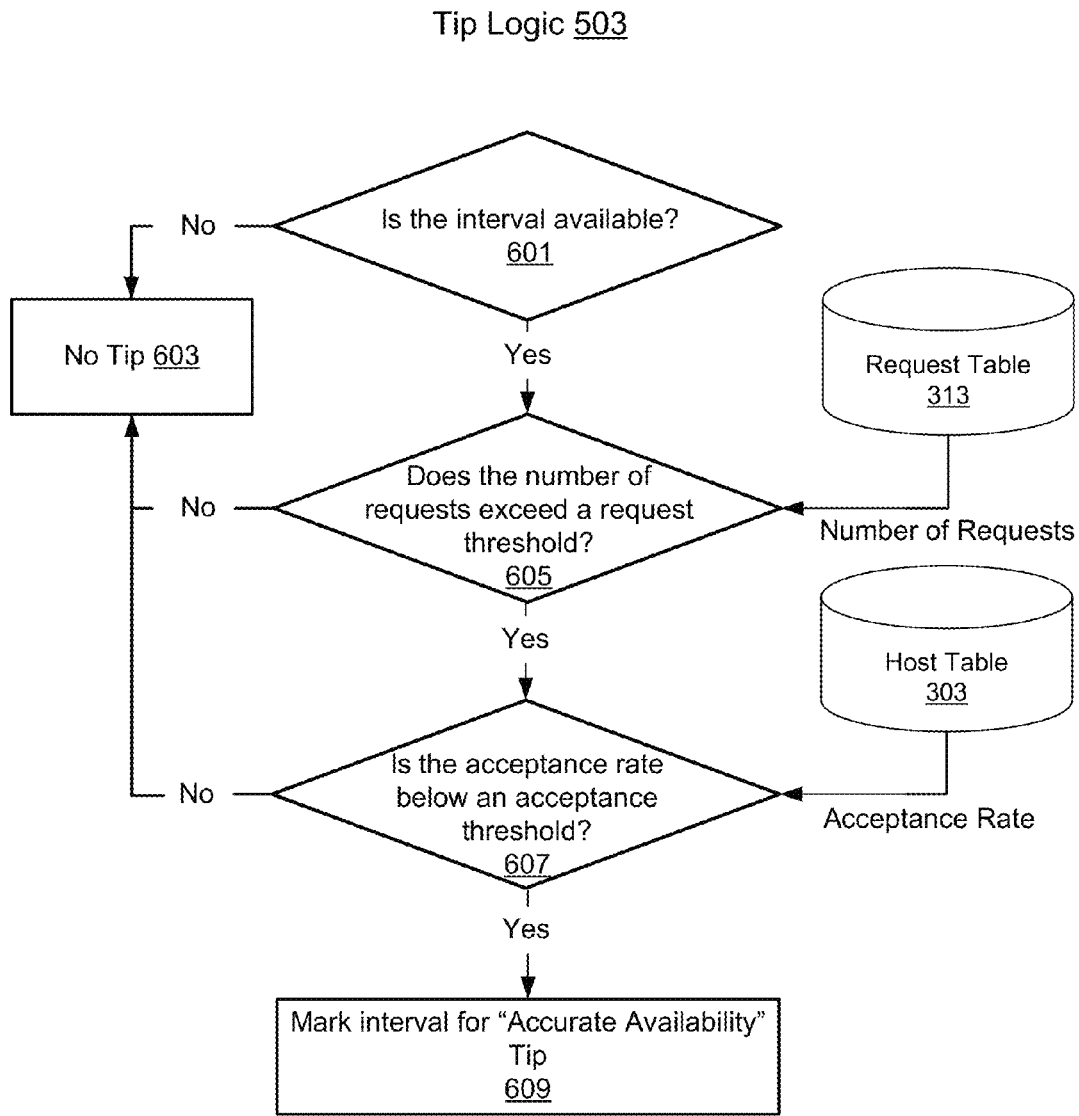 Tip Logic 503
Is the interval available?
601
No
No Tip 603
Yes
Request Table
313
Does the number of
requests exceed a request
threshold?
605
No
Number of Requests
Yes
Host Table
303
Is the acceptance rate
below an acceptance
threshold?
607
No
Acceptance Rate
Yes
Mark interval for “Accurate Availability”
Tip
609